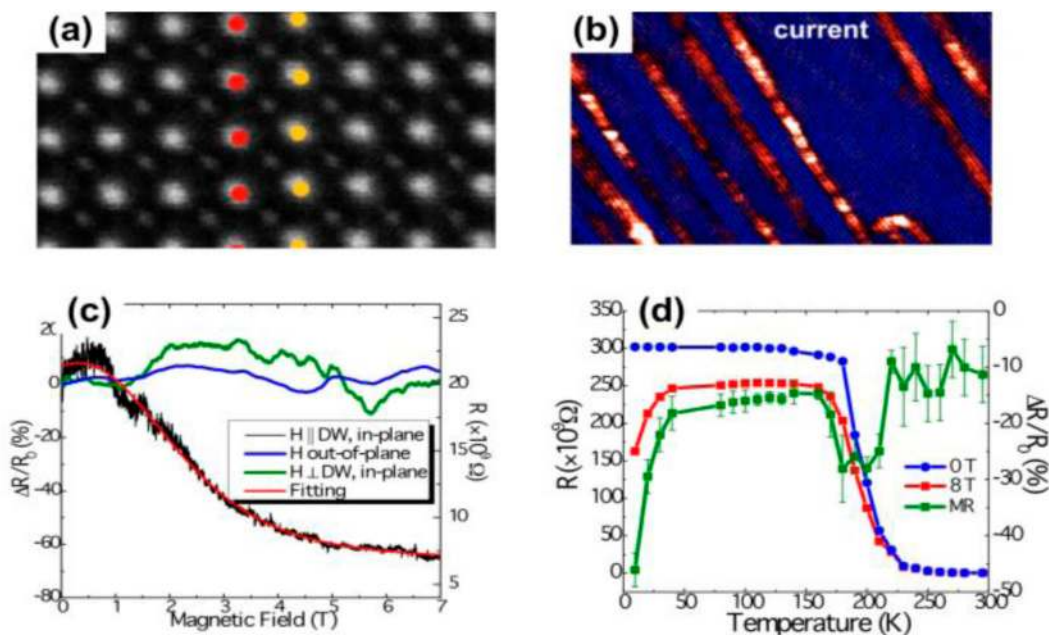 (a)
(b)
current
(c)
20
0
-20
-40
-60
-80
ΔR/R₀ (%)
H || DW, in-plane
H out-of-plane
H ⊥ DW, in-plane
Fitting
25
20
15
10
5
R (×10⁹Ω)
0 1 2 3 4 5 6 7
Magnetic Field (T)
(d)
350
300
250
200
150
100
50
0
R(×10⁹Ω)
0 T
8 T
MR
0
-10
-20
-30
-40
-50
ΔR/R₀ (%)
0 50 100 150 200 250 300
Temperature (K)